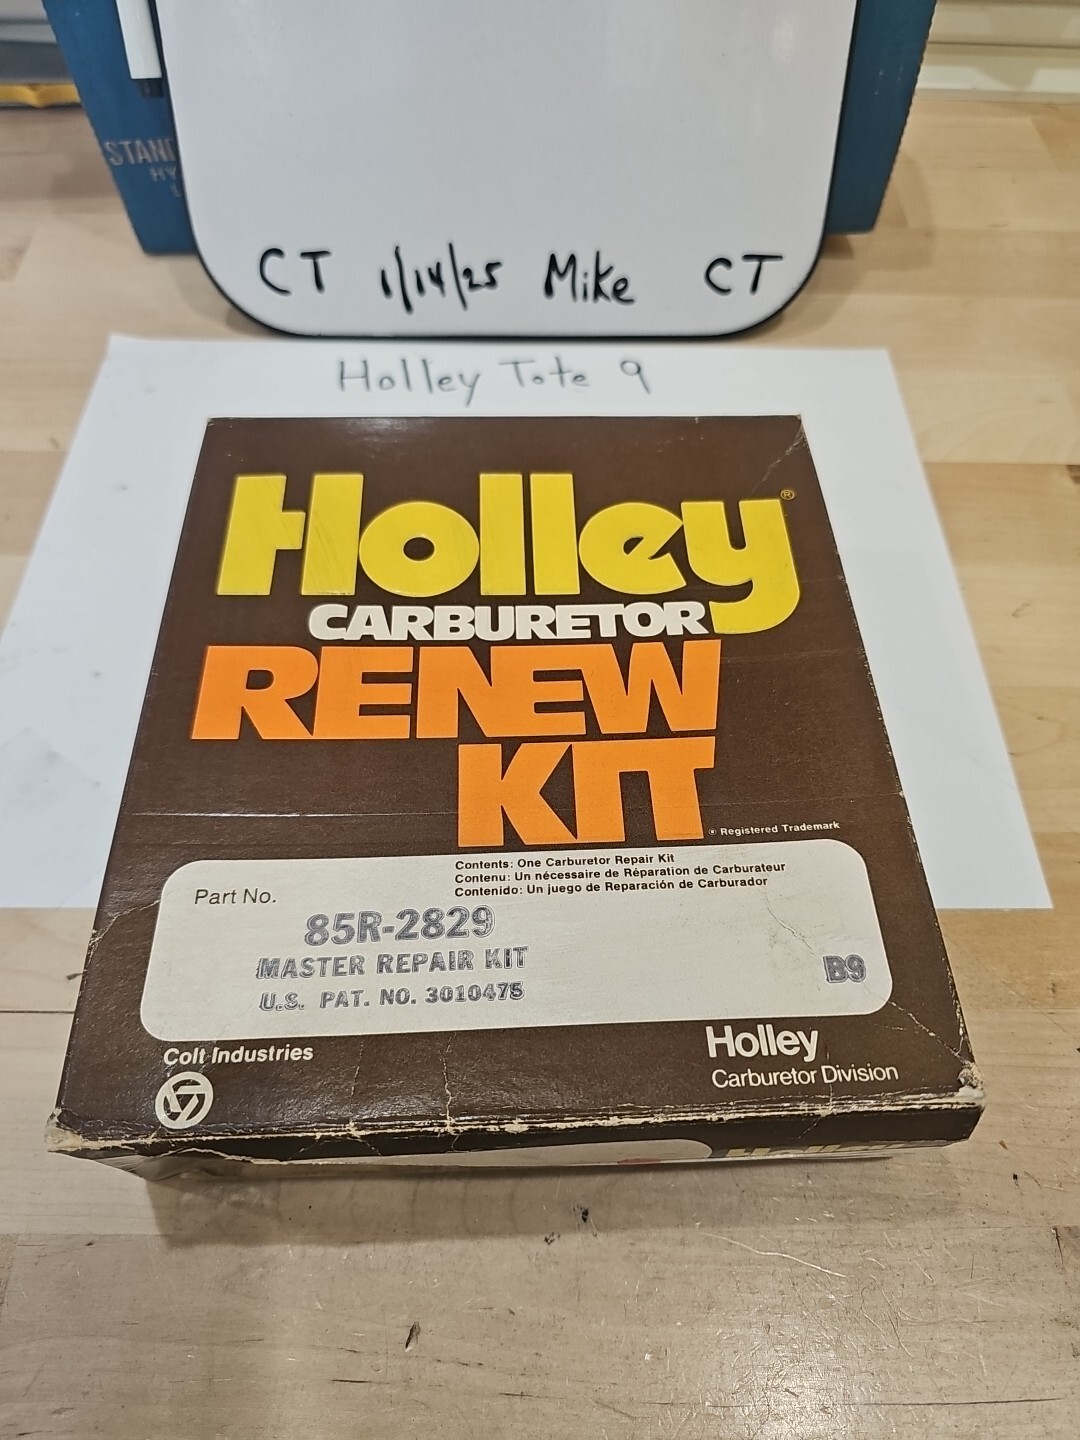 STAN
HY
CT 1/14/25 Mike CT
Holley Tote 9
Holley®
CARBURETOR
RENEW
KIT
® Registered Trademark
Contents: One Carburetor Repair Kit
Contenu: Un nécessaire de Réparation de Carburateur
Contenido: Un juego de Reparación de Carburador
Part No.
85R-2829
MASTER REPAIR KIT
B9
U.S. PAT. NO. 3010475
Colt Industries
Holley
Carburetor Division